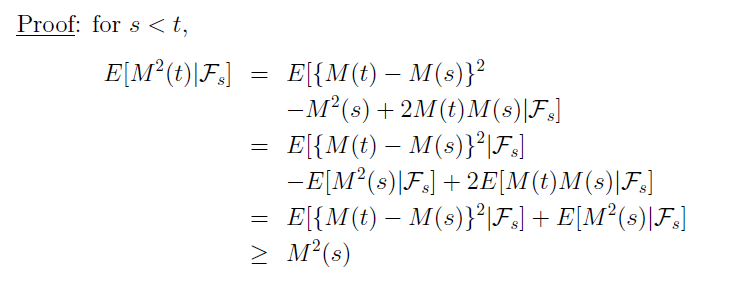 Proof: for s < t,
E[M²(t)|ℱₛ] = E[{M(t) − M(s)}²
−M²(s) + 2M(t)M(s)|ℱₛ]
= E[{M(t) − M(s)}²|ℱₛ]
−E[M²(s)|ℱₛ] + 2E[M(t)M(s)|ℱₛ]
= E[{M(t) − M(s)}²|ℱₛ] + E[M²(s)|ℱₛ]
≥ M²(s)